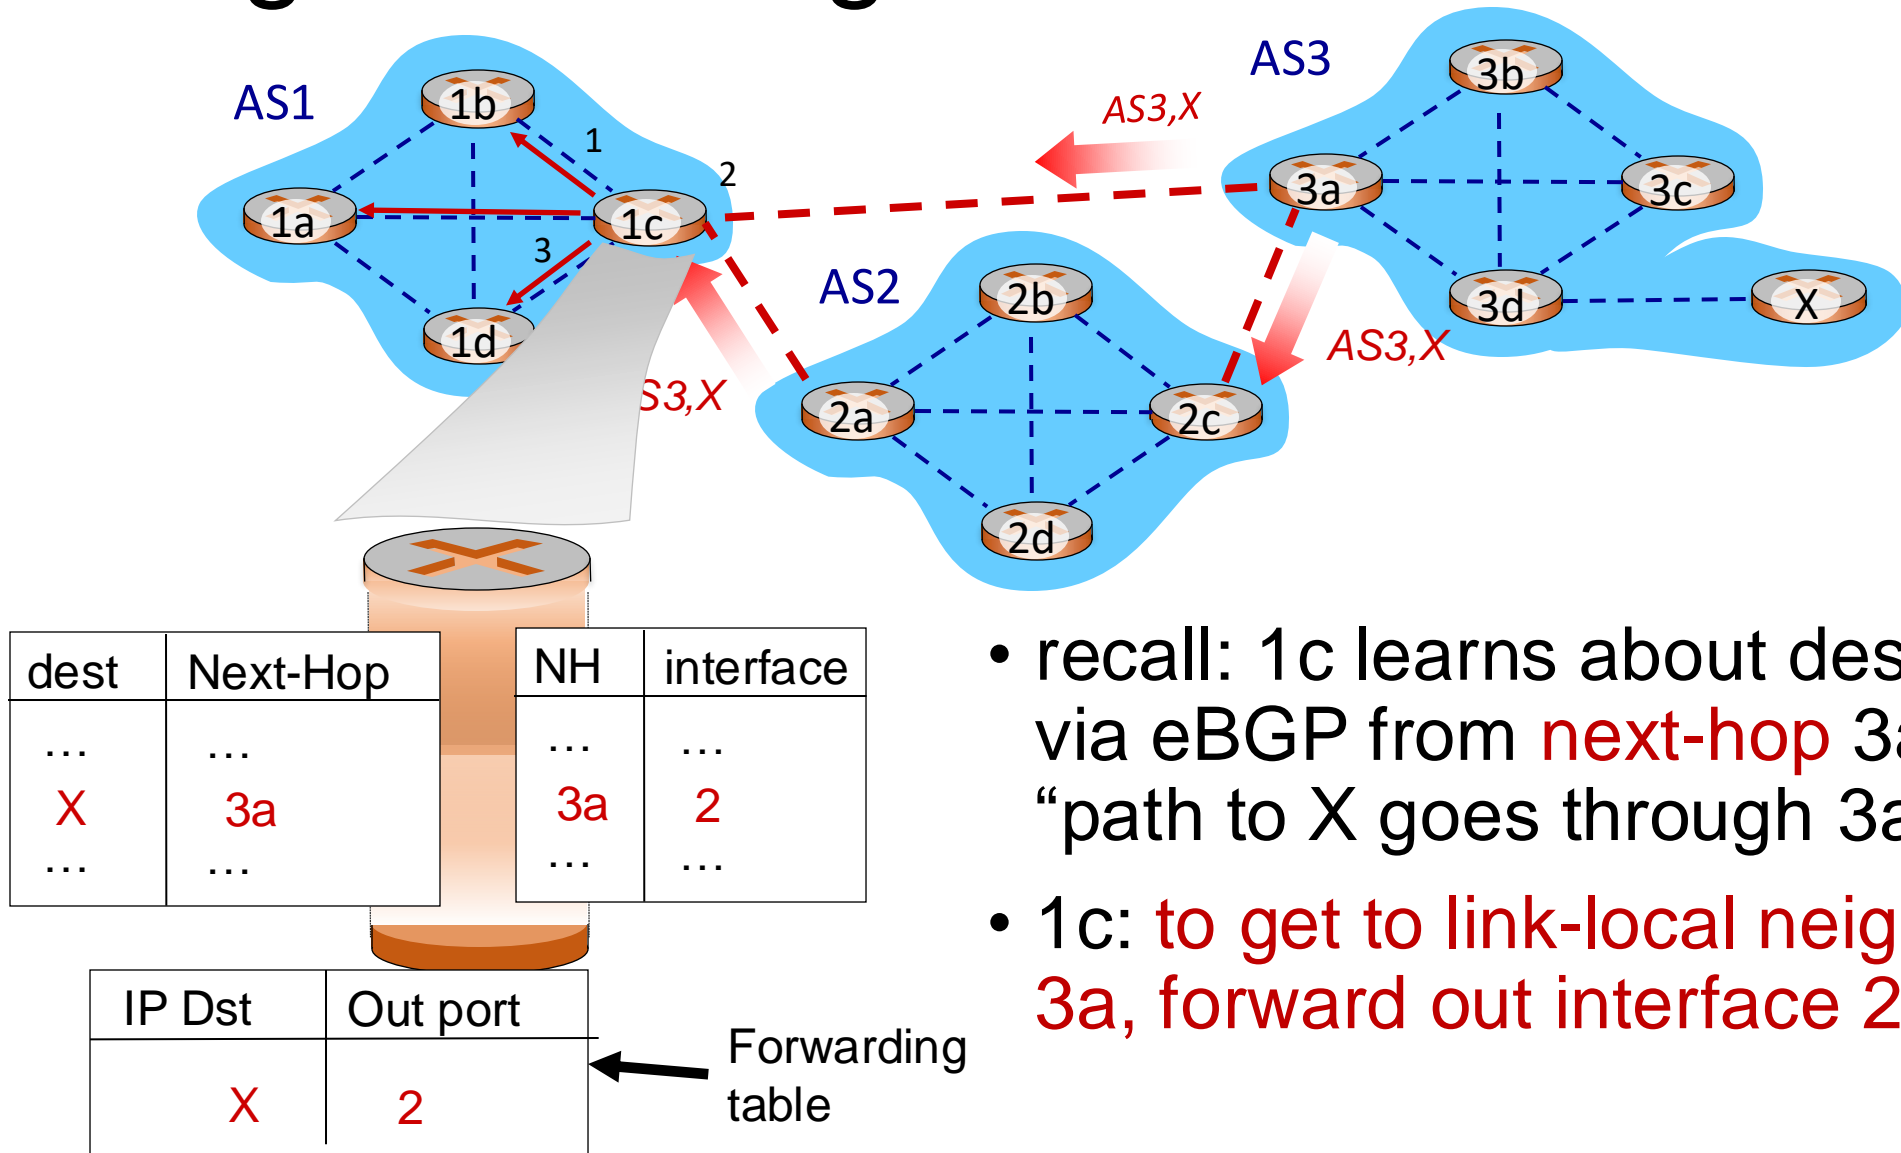 AS1
AS3
AS3,X
1b
3b
1
2
1a
1c
3a
3c
3
AS2
2b
3d
X
1d
AS3,X
S3,X
2a
2c
2d
dest Next-Hop
… …
X 3a
… …
NH interface
… …
3a 2
… …
• recall: 1c learns about des
via eBGP from next-hop 3a
“path to X goes through 3a
• 1c: to get to link-local neig
3a, forward out interface 2
IP Dst Out port
X 2
Forwarding
table